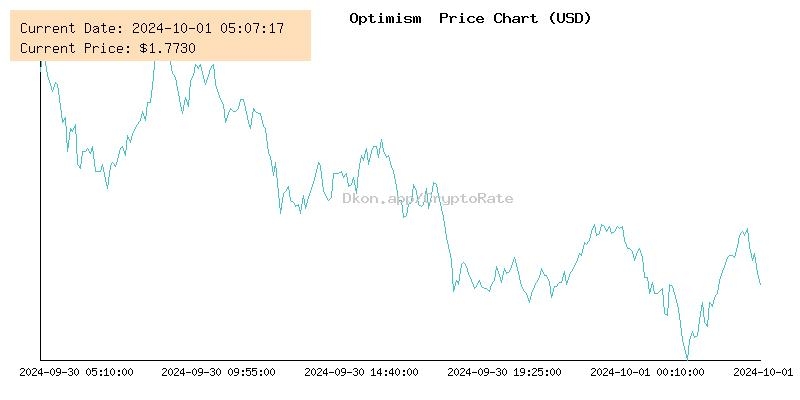 Optimism  Price Chart (USD)
Current Date: 2024-10-01 05:07:17
Current Price: $1.7730
Dkon.app/CryptoRate
2024-09-30 05:10:00 2024-09-30 09:55:00 2024-09-30 14:40:00 2024-09-30 19:25:00 2024-10-01 00:10:00 2024-10-01